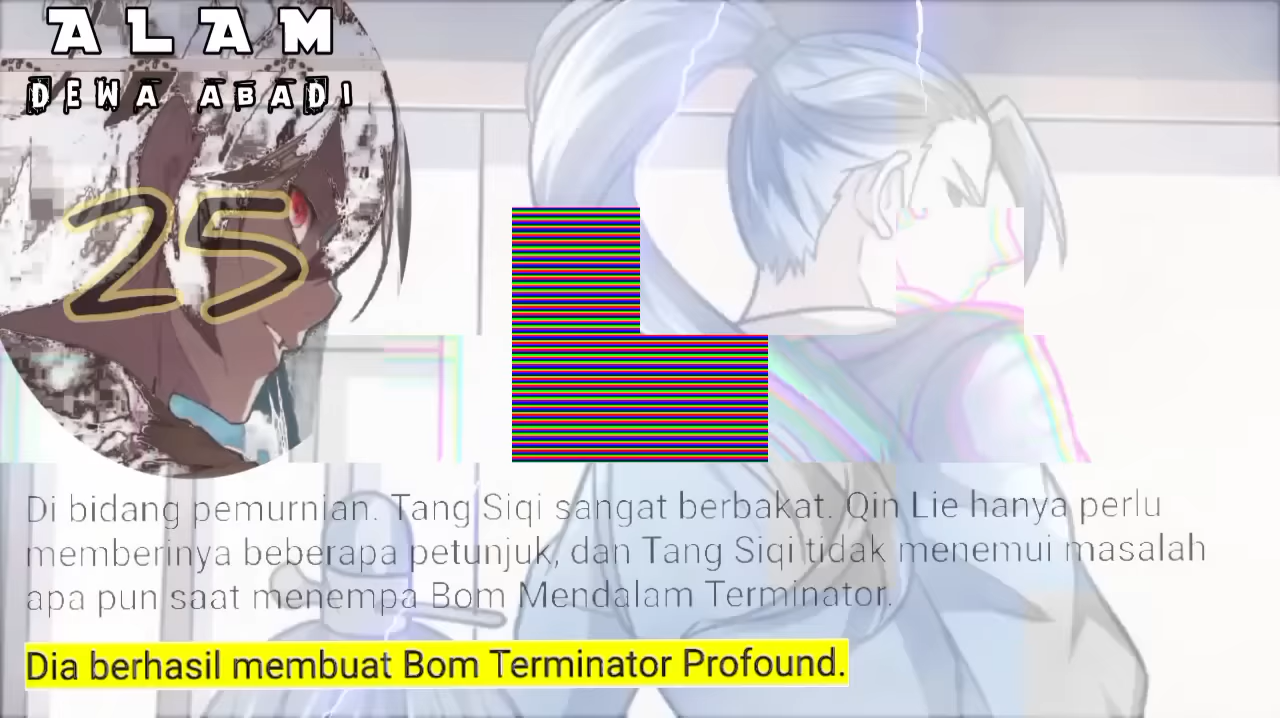 ALAM
DEWA ABADI
25
Di bidang pemurnian. Tang Siqi sangat berbakat. Qin Lie hanya perlu
memberinya beberapa petunjuk, dan Tang Siqi tidak menemui masalah
apa pun saat menempa Bom Mendalam Terminator.
Dia berhasil membuat Bom Terminator Profound.